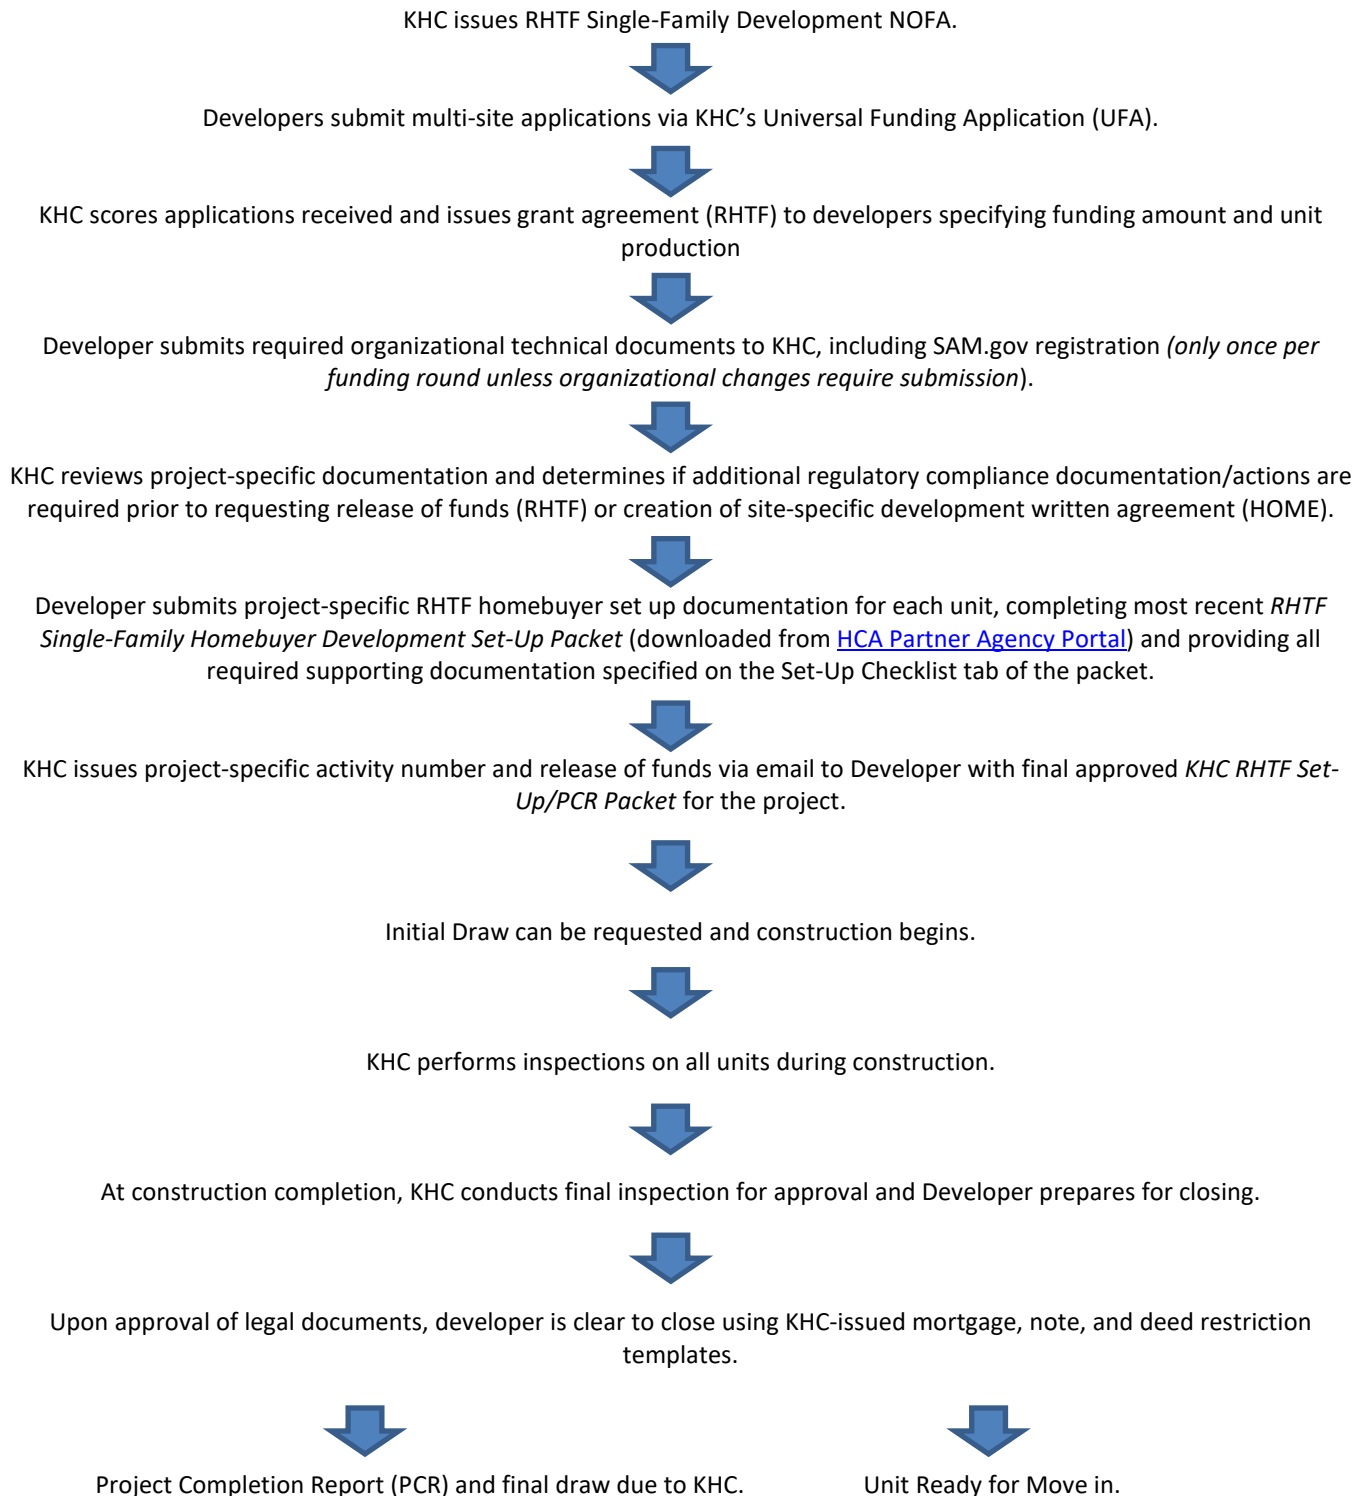 KHC issues RHTF Single-Family Development NOFA.
Developers submit multi-site applications via KHC’s Universal Funding Application (UFA).
KHC scores applications received and issues grant agreement (RHTF) to developers specifying funding amount and unit
production
Developer submits required organizational technical documents to KHC, including SAM.gov registration (only once per
funding round unless organizational changes require submission).
KHC reviews project-specific documentation and determines if additional regulatory compliance documentation/actions are
required prior to requesting release of funds (RHTF) or creation of site-specific development written agreement (HOME).
Developer submits project-specific RHTF homebuyer set up documentation for each unit, completing most recent RHTF
Single-Family Homebuyer Development Set-Up Packet (downloaded from HCA Partner Agency Portal) and providing all
required supporting documentation specified on the Set-Up Checklist tab of the packet.
KHC issues project-specific activity number and release of funds via email to Developer with final approved KHC RHTF Set-
Up/PCR Packet for the project.
Initial Draw can be requested and construction begins.
KHC performs inspections on all units during construction.
At construction completion, KHC conducts final inspection for approval and Developer prepares for closing.
Upon approval of legal documents, developer is clear to close using KHC-issued mortgage, note, and deed restriction
templates.
Project Completion Report (PCR) and final draw due to KHC.
Unit Ready for Move in.